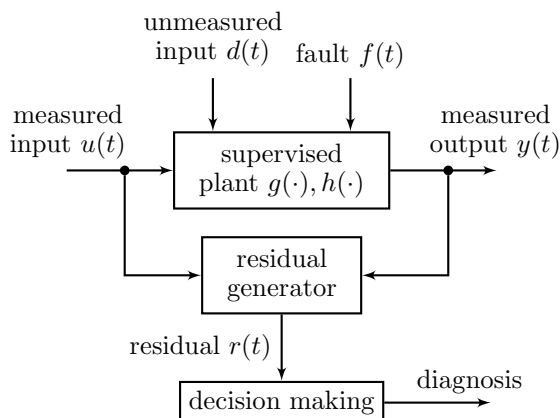 unmeasured
input d(t)
fault f(t)
measured
input u(t)
measured
output y(t)
supervised
plant g(·), h(·)
residual
generator
residual r(t)
decision making
diagnosis